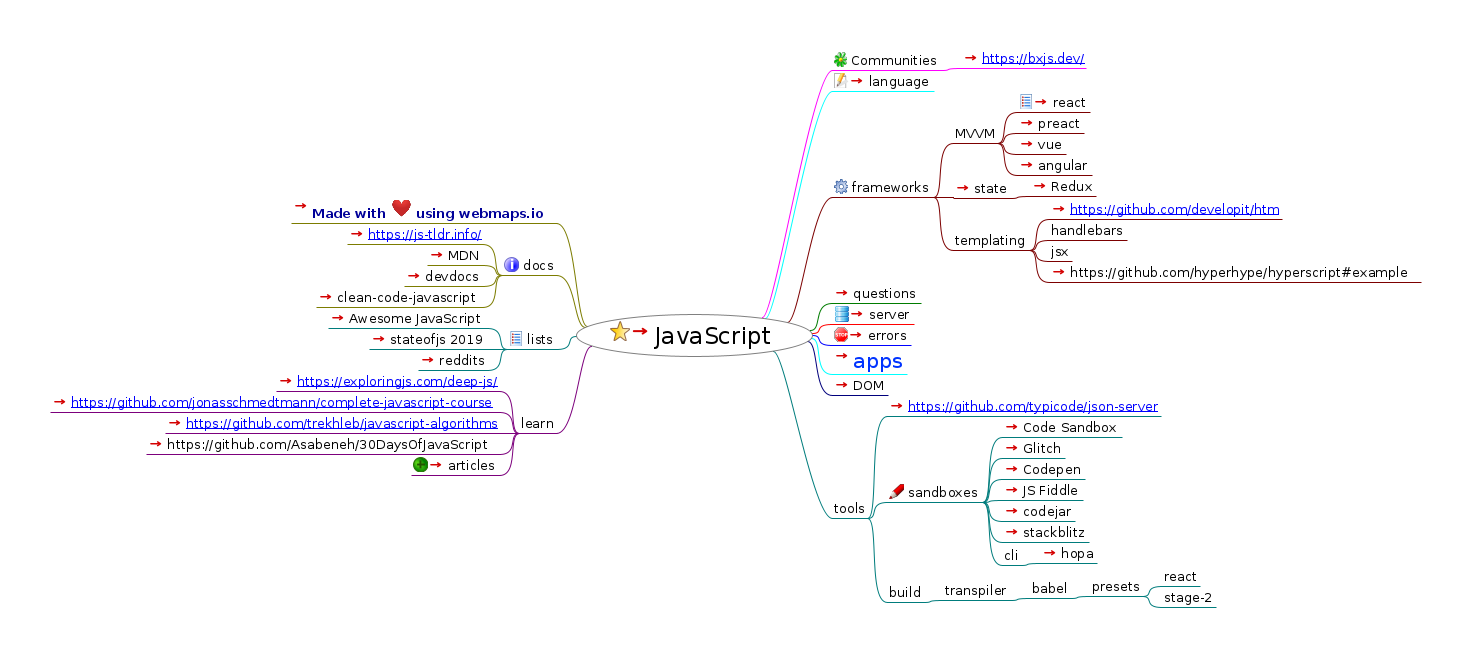 JavaScript
Communities
https://bxjs.dev/
language
frameworks
MVVM
react
preact
vue
angular
state
Redux
templating
https://github.com/developit/htm
handlebars
jsx
https://github.com/hyperhype/hyperscript#example
questions
server
errors
apps
DOM
tools
https://github.com/typicode/json-server
sandboxes
Code Sandbox
Glitch
Codepen
JS Fiddle
codejar
stackblitz
cli
hopa
build
transpiler
babel
presets
react
stage-2
Made with ❤ using webmaps.io
docs
https://js-tldr.info/
MDN
devdocs
clean-code-javascript
lists
Awesome JavaScript
stateofjs 2019
reddits
learn
https://exploringjs.com/deep-js/
https://github.com/jonasschmedtmann/complete-javascript-course
https://github.com/trekhleb/javascript-algorithms
https://github.com/Asabeneh/30DaysOfJavaScript
articles